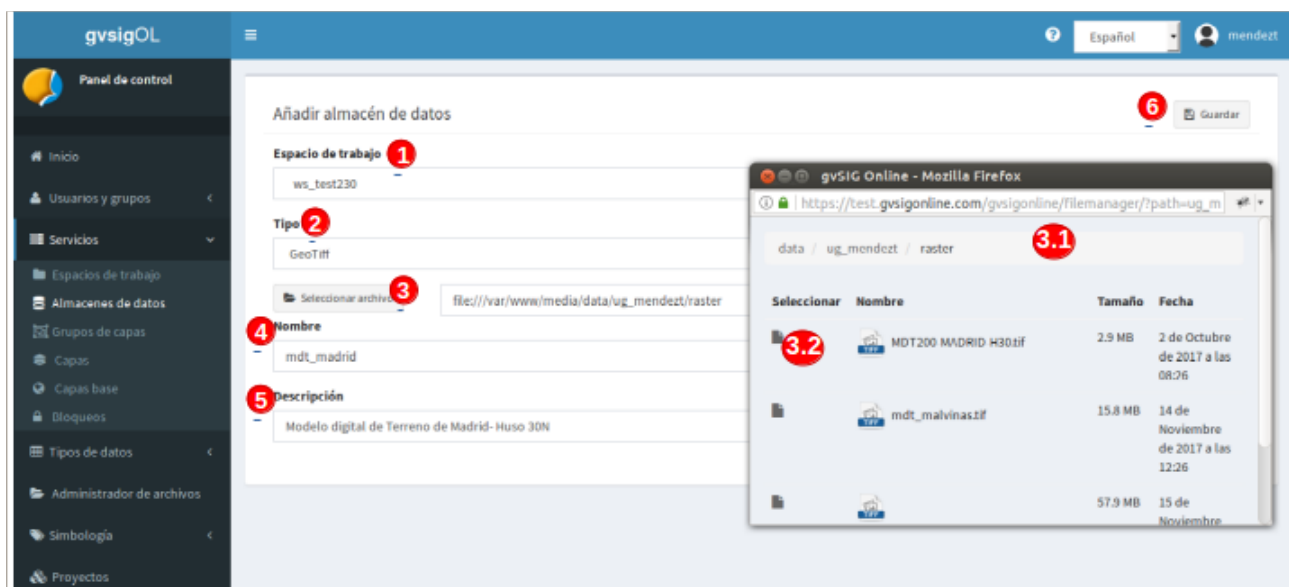 gvsigOL
Español
mendezt
Panel de control
Inicio
Usuarios y grupos
Servicios
Espacios de trabajo
Almacenes de datos
Grupos de capas
Capas
Capas base
Bloqueos
Tipos de datos
Administrador de archivos
Simbología
Proyectos
Añadir almacén de datos
6
Guardar
Espacio de trabajo 1
ws_test230
Tipo 2
GeoTiff
Seleccionar archivo 3
file:///var/www/media/data/ug_mendezt/raster
4 Nombre
mdt_madrid
5 Descripción
Modelo digital de Terreno de Madrid- Huso 30N
gvSIG Online - Mozilla Firefox
https://test.gvsigonline.com/gvsigonline/filemanager/?path=ug_m
data / ug_mendezt / raster 3.1
Seleccionar Nombre Tamaño Fecha
3.2 TIFF MDT200 MADRID H30.tif 2.9 MB 2 de Octubre
de 2017 a las
08:26
TIFF mdt_malvinas.tif 15.8 MB 14 de
Noviembre
de 2017 a las
12:26
TIFF 57.9 MB 15 de
Noviembre